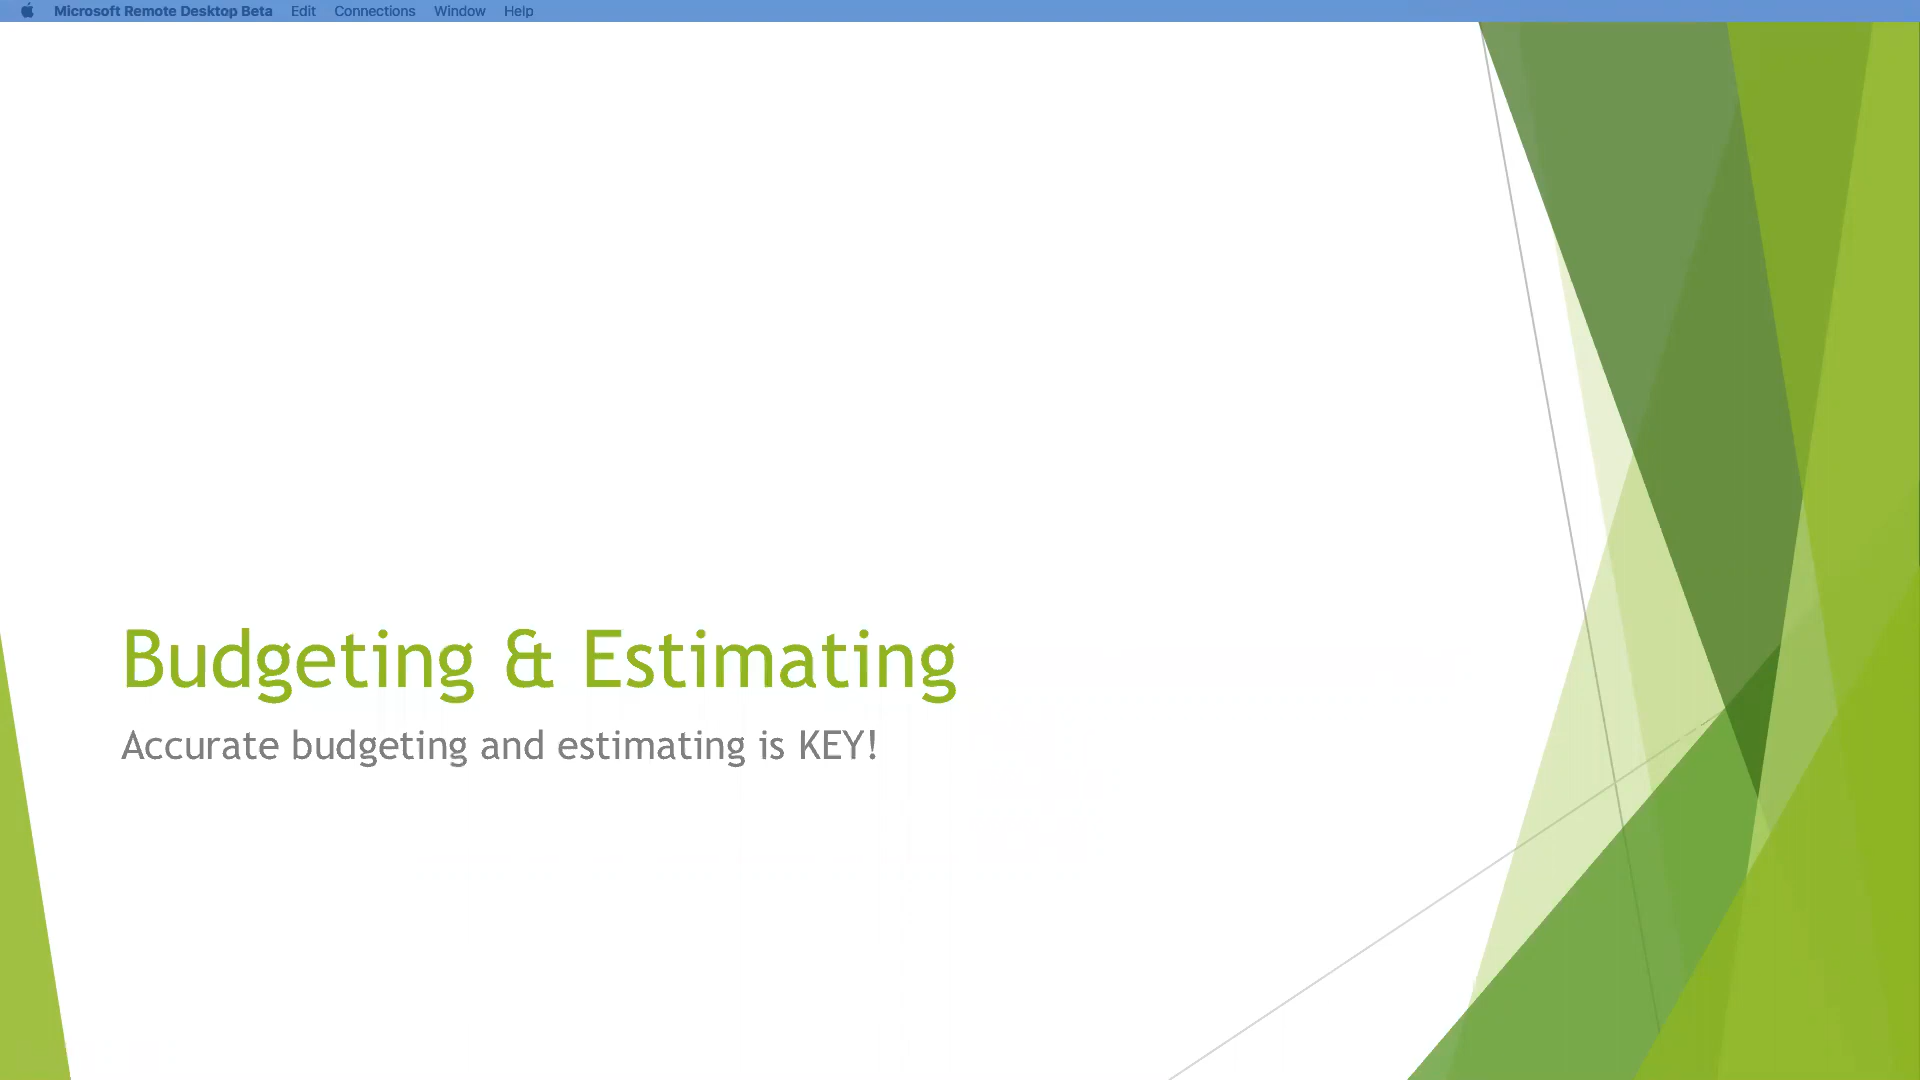 Microsoft Remote Desktop Beta Edit Connections Window Help
Budgeting & Estimating
Accurate budgeting and estimating is KEY!